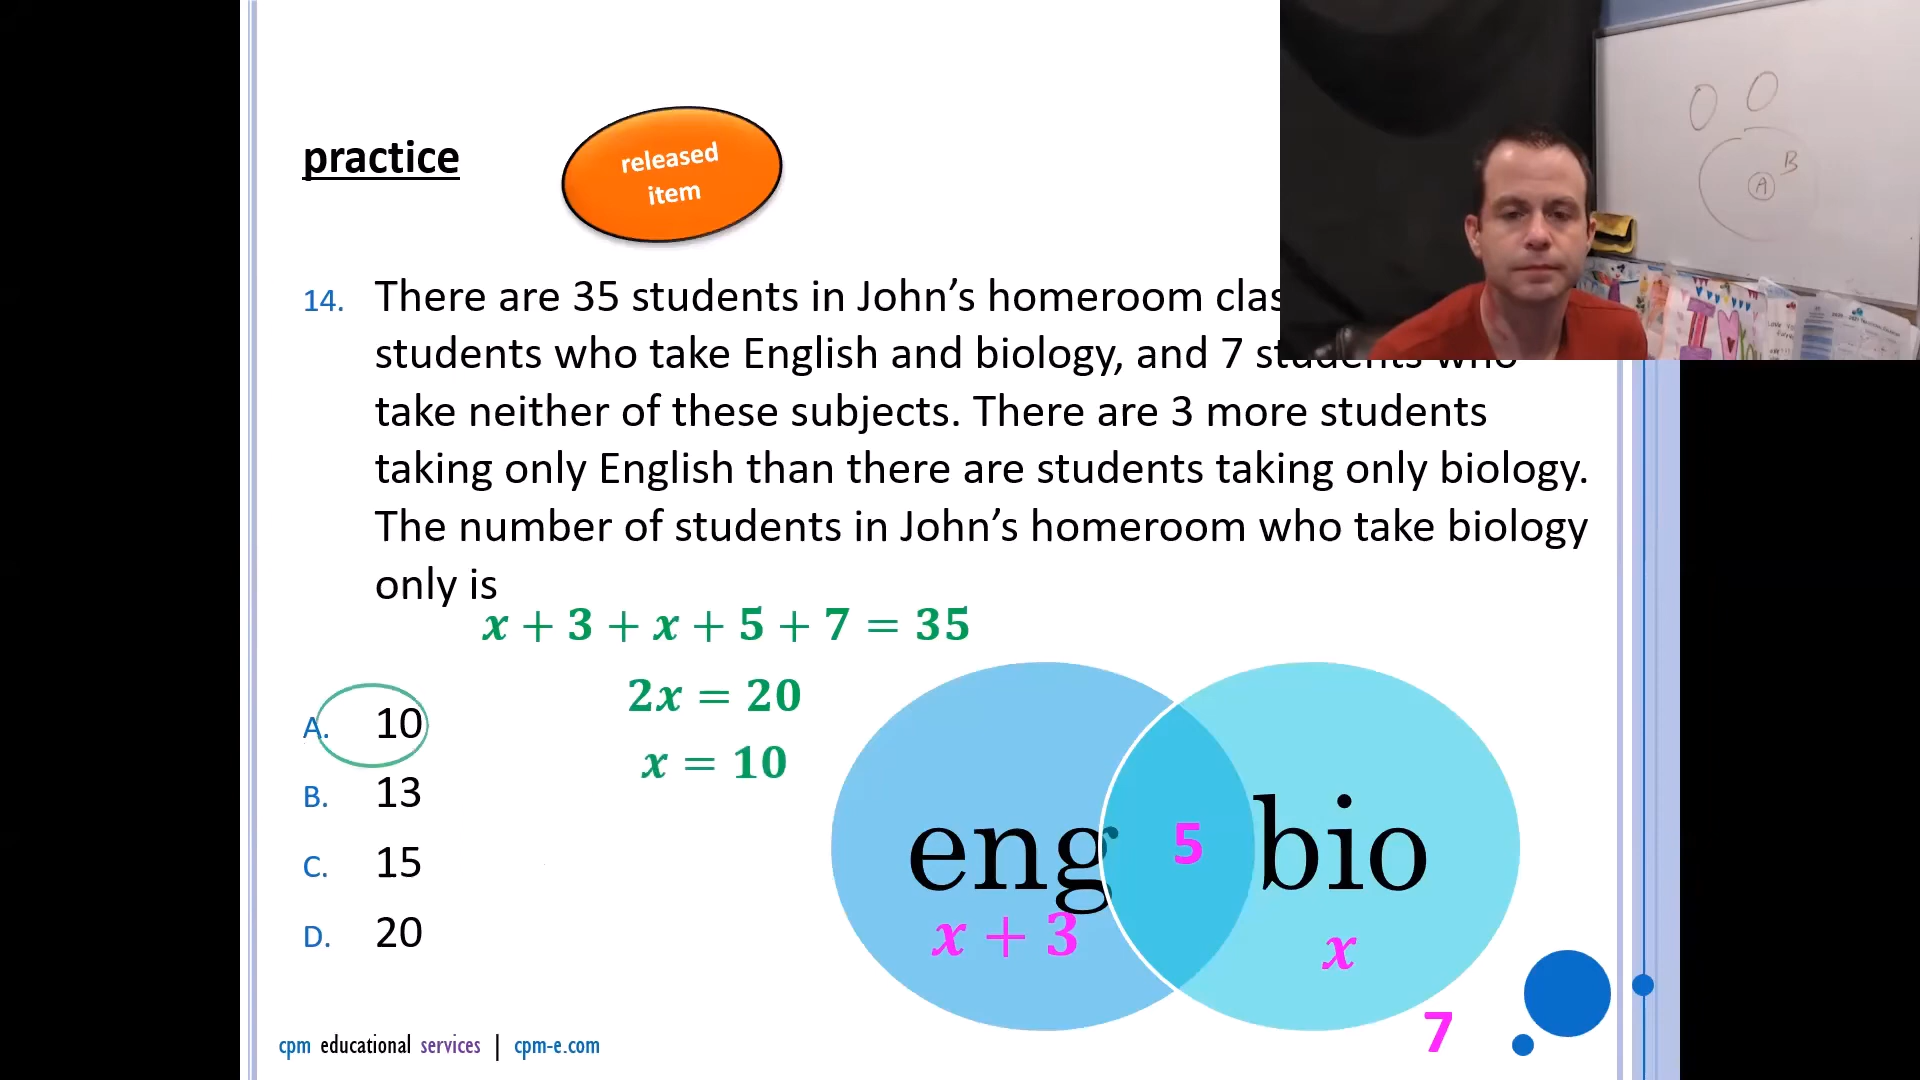 practice
released
item
14. There are 35 students in John’s homeroom
students who take English and biology, and 7
take neither of these subjects. There are 3 more students
taking only English than there are students taking only biology.
The number of students in John’s homeroom who take biology
only is
x + 3 + x + 5 + 7 = 35
2x = 20
x = 10
A. 10
B. 13
C. 15
D. 20
eng
5
bio
x + 3
x
7
cpm educational services | cpm-e.com
B
A